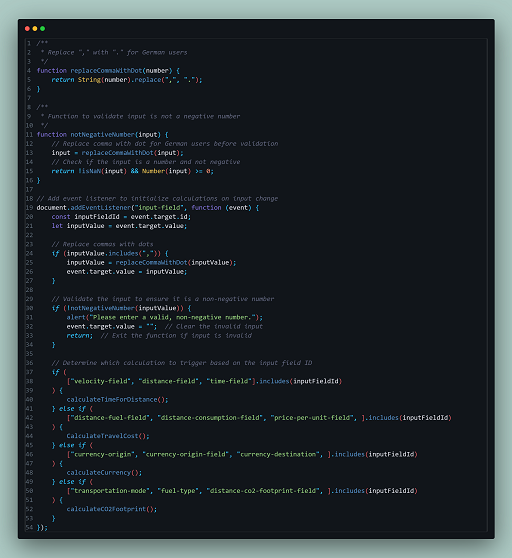 1 /**
2 * Replace "," with "." for German users
3 */
4 function replaceCommaWithDot(number) {
5 return String(number).replace(",", ".");
6 }
7
8 /**
9 * Function to validate input is not a negative number
10 */
11 function notNegativeNumber(input) {
12 // Replace comma with dot for German users before validation
13 input = replaceCommaWithDot(input);
14 // Check if the input is a number and not negative
15 return !isNaN(input) && Number(input) >= 0;
16 }
17
18 // Add event listener to initialize calculations on input change
19 document.addEventListener("input-field", function (event) {
20 const inputFieldId = event.target.id;
21 let inputValue = event.target.value;
22
23 // Replace commas with dots
24 if (inputValue.includes(",")) {
25 inputValue = replaceCommaWithDot(inputValue);
26 event.target.value = inputValue;
27 }
28
29 // Validate the input to ensure it is a non-negative number
30 if (!notNegativeNumber(inputValue)) {
31 alert("Please enter a valid, non-negative number.");
32 event.target.value = ""; // Clear the invalid input
33 return; // Exit the function if input is invalid
34 }
35
36 // Determine which calculation to trigger based on the input field ID
37 if (
38 ["velocity-field", "distance-field", "time-field"].includes(inputFieldId)
39 ) {
40 calculateTimeForDistance();
41 } else if (
42 ["distance-fuel-field", "distance-consumption-field", "price-per-unit-field", ].includes(inputFieldId)
43 ) {
44 CalculateTravelCost();
45 } else if (
46 ["currency-origin", "currency-origin-field", "currency-destination", ].includes(inputFieldId)
47 ) {
48 calculateCurrency();
49 } else if (
50 ["transportation-mode", "fuel-type", "distance-co2-footprint-field", ].includes(inputFieldId)
51 ) {
52 calculateCO2Footprint();
53 }
54 });